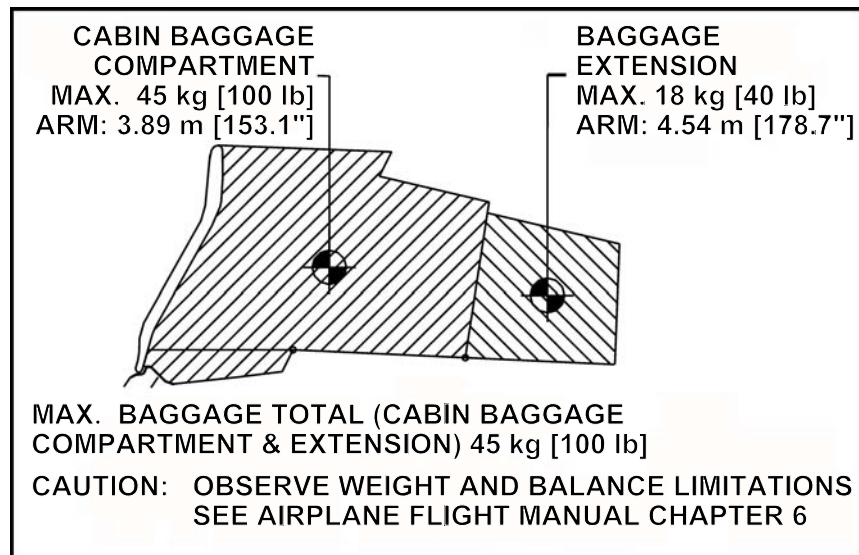 CABIN BAGGAGE
COMPARTMENT
MAX. 45 kg [100 lb]
ARM: 3.89 m [153.1"]
BAGGAGE
EXTENSION
MAX. 18 kg [40 lb]
ARM: 4.54 m [178.7"]
MAX. BAGGAGE TOTAL (CABIN BAGGAGE
COMPARTMENT & EXTENSION) 45 kg [100 lb]
CAUTION: OBSERVE WEIGHT AND BALANCE LIMITATIONS
SEE AIRPLANE FLIGHT MANUAL CHAPTER 6